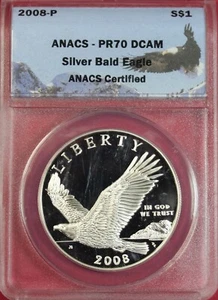 2008-P S$1
ANACS - PR70 DCAM
Silver Bald Eagle
ANACS Certified
LIBERTY
IN GOD
WE TRUST
2008